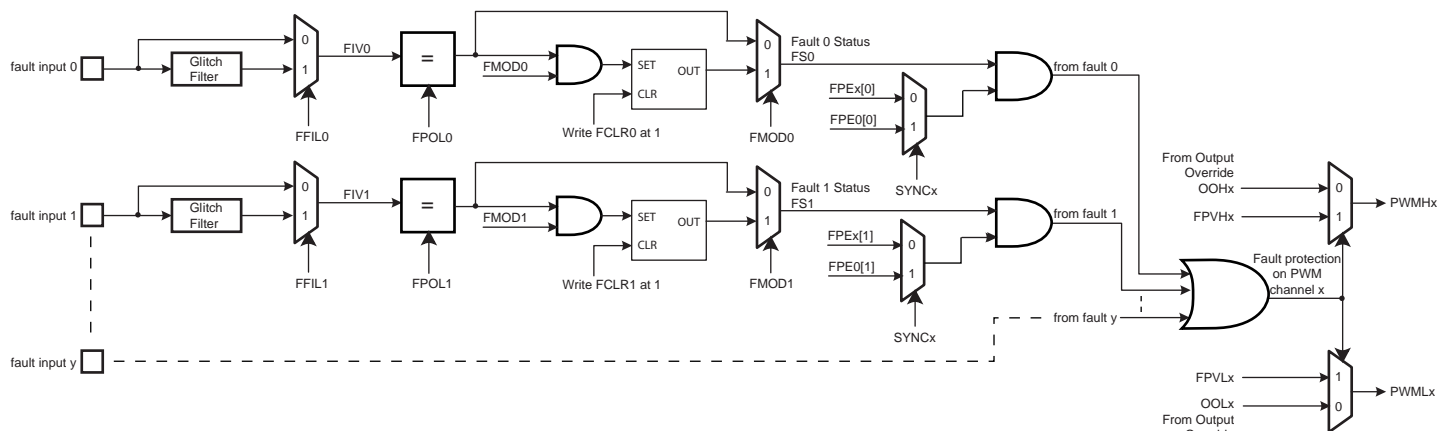 fault input 0
Glitch
Filter
0
1
FFIL0
FIV0
=
FPOL0
FMOD0
SET
OUT
CLR
Write FCLR0 at 1
0
1
FMOD0
Fault 0 Status
FS0
FPEx[0]
FPE0[0]
0
1
SYNCx
from fault 0
fault input 1
Glitch
Filter
0
1
FFIL1
FIV1
=
FPOL1
FMOD1
SET
OUT
CLR
Write FCLR1 at 1
0
1
FMOD1
Fault 1 Status
FS1
FPEx[1]
FPE0[1]
0
1
SYNCx
from fault 1
fault input y
from fault y
From Output
Override
OOHx
FPVHx
0
1
PWMHx
Fault protection
on PWM
channel x
FPVLx
OOLx
From Output
1
0
PWMLx